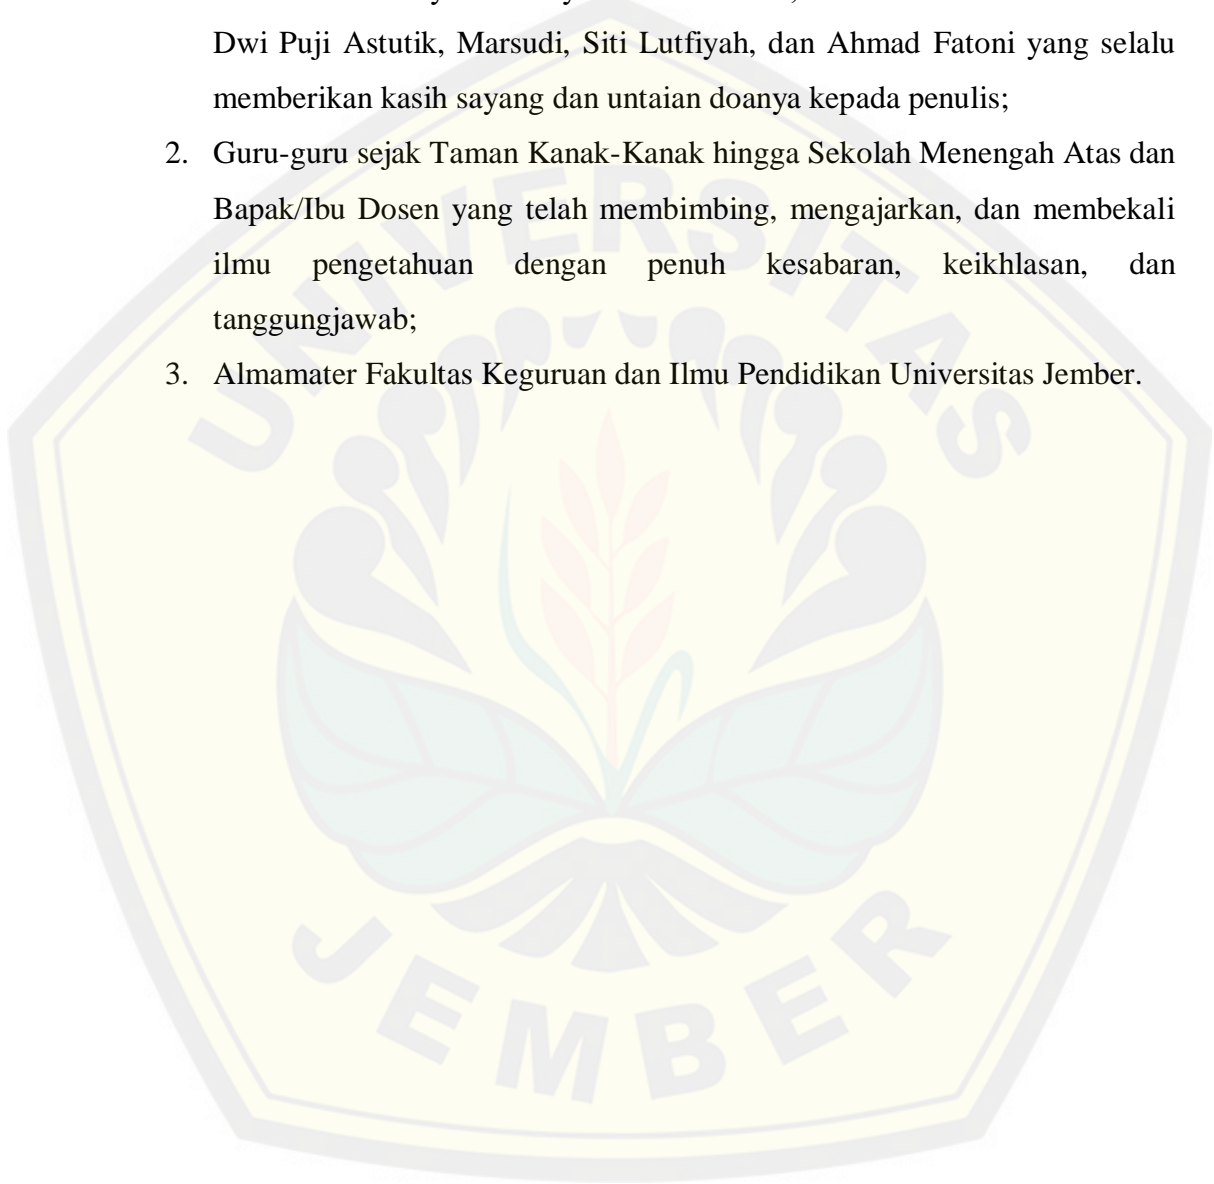 Dwi Puji Astutik, Marsudi, Siti Lutfiyah, dan Ahmad Fatoni yang selalu
memberikan kasih sayang dan untaian doanya kepada penulis;
2. Guru-guru sejak Taman Kanak-Kanak hingga Sekolah Menengah Atas dan
Bapak/Ibu Dosen yang telah membimbing, mengajarkan, dan membekali
ilmu pengetahuan dengan penuh kesabaran, keikhlasan, dan
tanggungjawab;
3. Almamater Fakultas Keguruan dan Ilmu Pendidikan Universitas Jember.
UNIVERSITAS
JEMBER